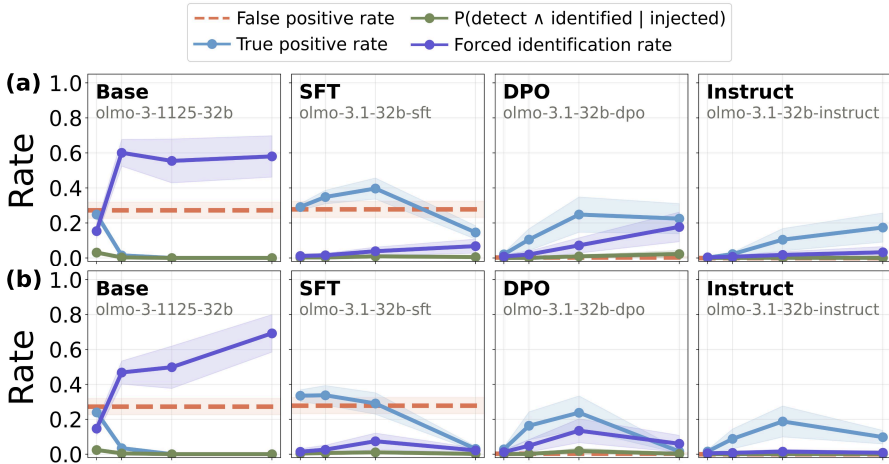 False positive rate
True positive rate
P(detect ∧ identified | injected)
Forced identification rate
(a)
Rate
1.0
0.8
0.6
0.4
0.2
0.0
Base
olmo-3-1125-32b
SFT
olmo-3.1-32b-sft
DPO
olmo-3.1-32b-dpo
Instruct
olmo-3.1-32b-instruct
(b)
Rate
1.0
0.8
0.6
0.4
0.2
0.0
Base
olmo-3-1125-32b
SFT
olmo-3.1-32b-sft
DPO
olmo-3.1-32b-dpo
Instruct
olmo-3.1-32b-instruct